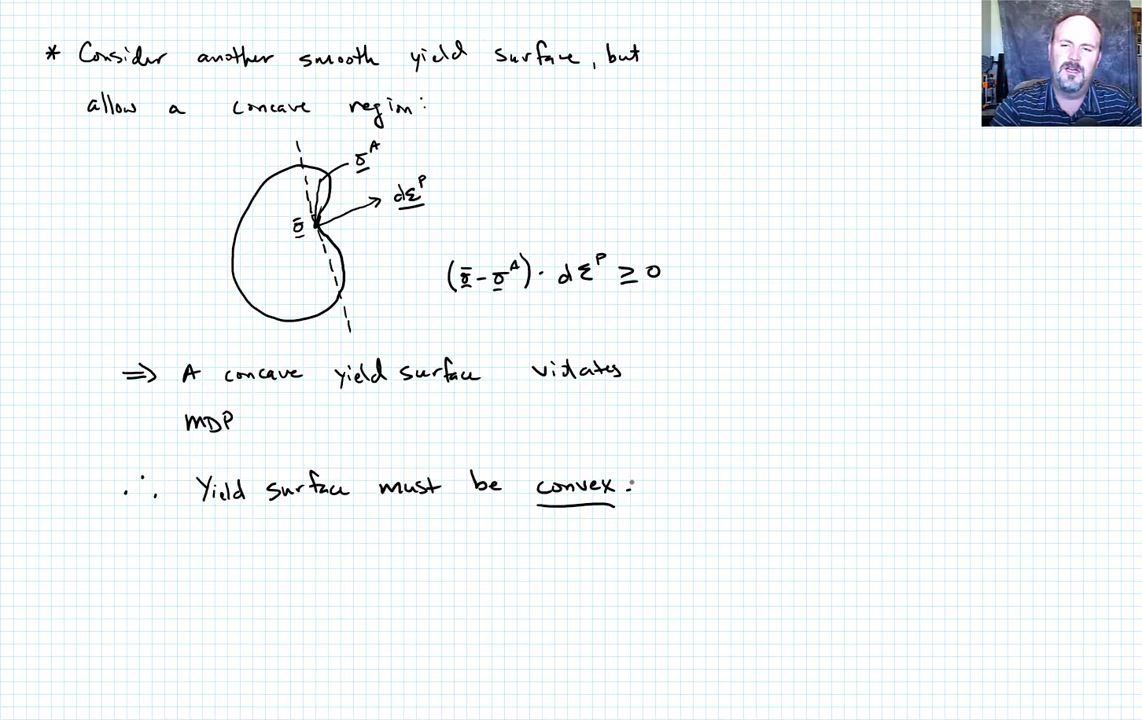 * Consider another smooth yield surface, but
allow a concave region:
σ^A
dε^P
σ̄
(σ̄ - σ^A) · dε^P ≥ 0
⇒ A concave yield surface violates
MDP
∴ Yield surface must be convex.